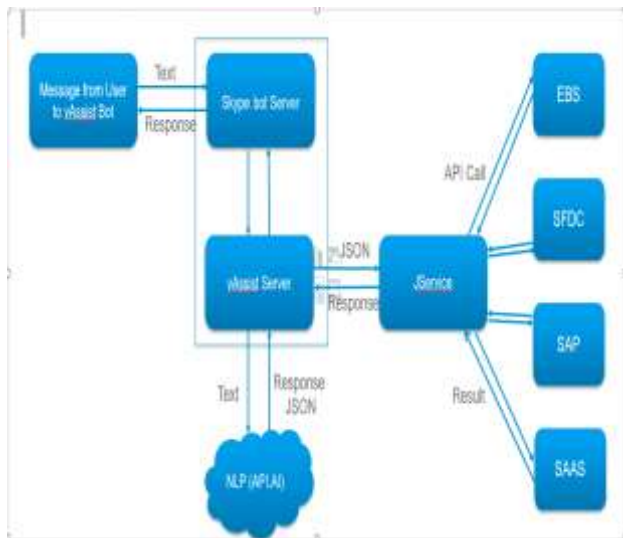 Message from User
to vAssist Bot
Text
Response
Skype bot Server
EBS
API Call
SFDC
vAssist Server
JSON
Response
JService
SAP
Text
Response
JSON
Result
NLP (API.AI)
SAAS